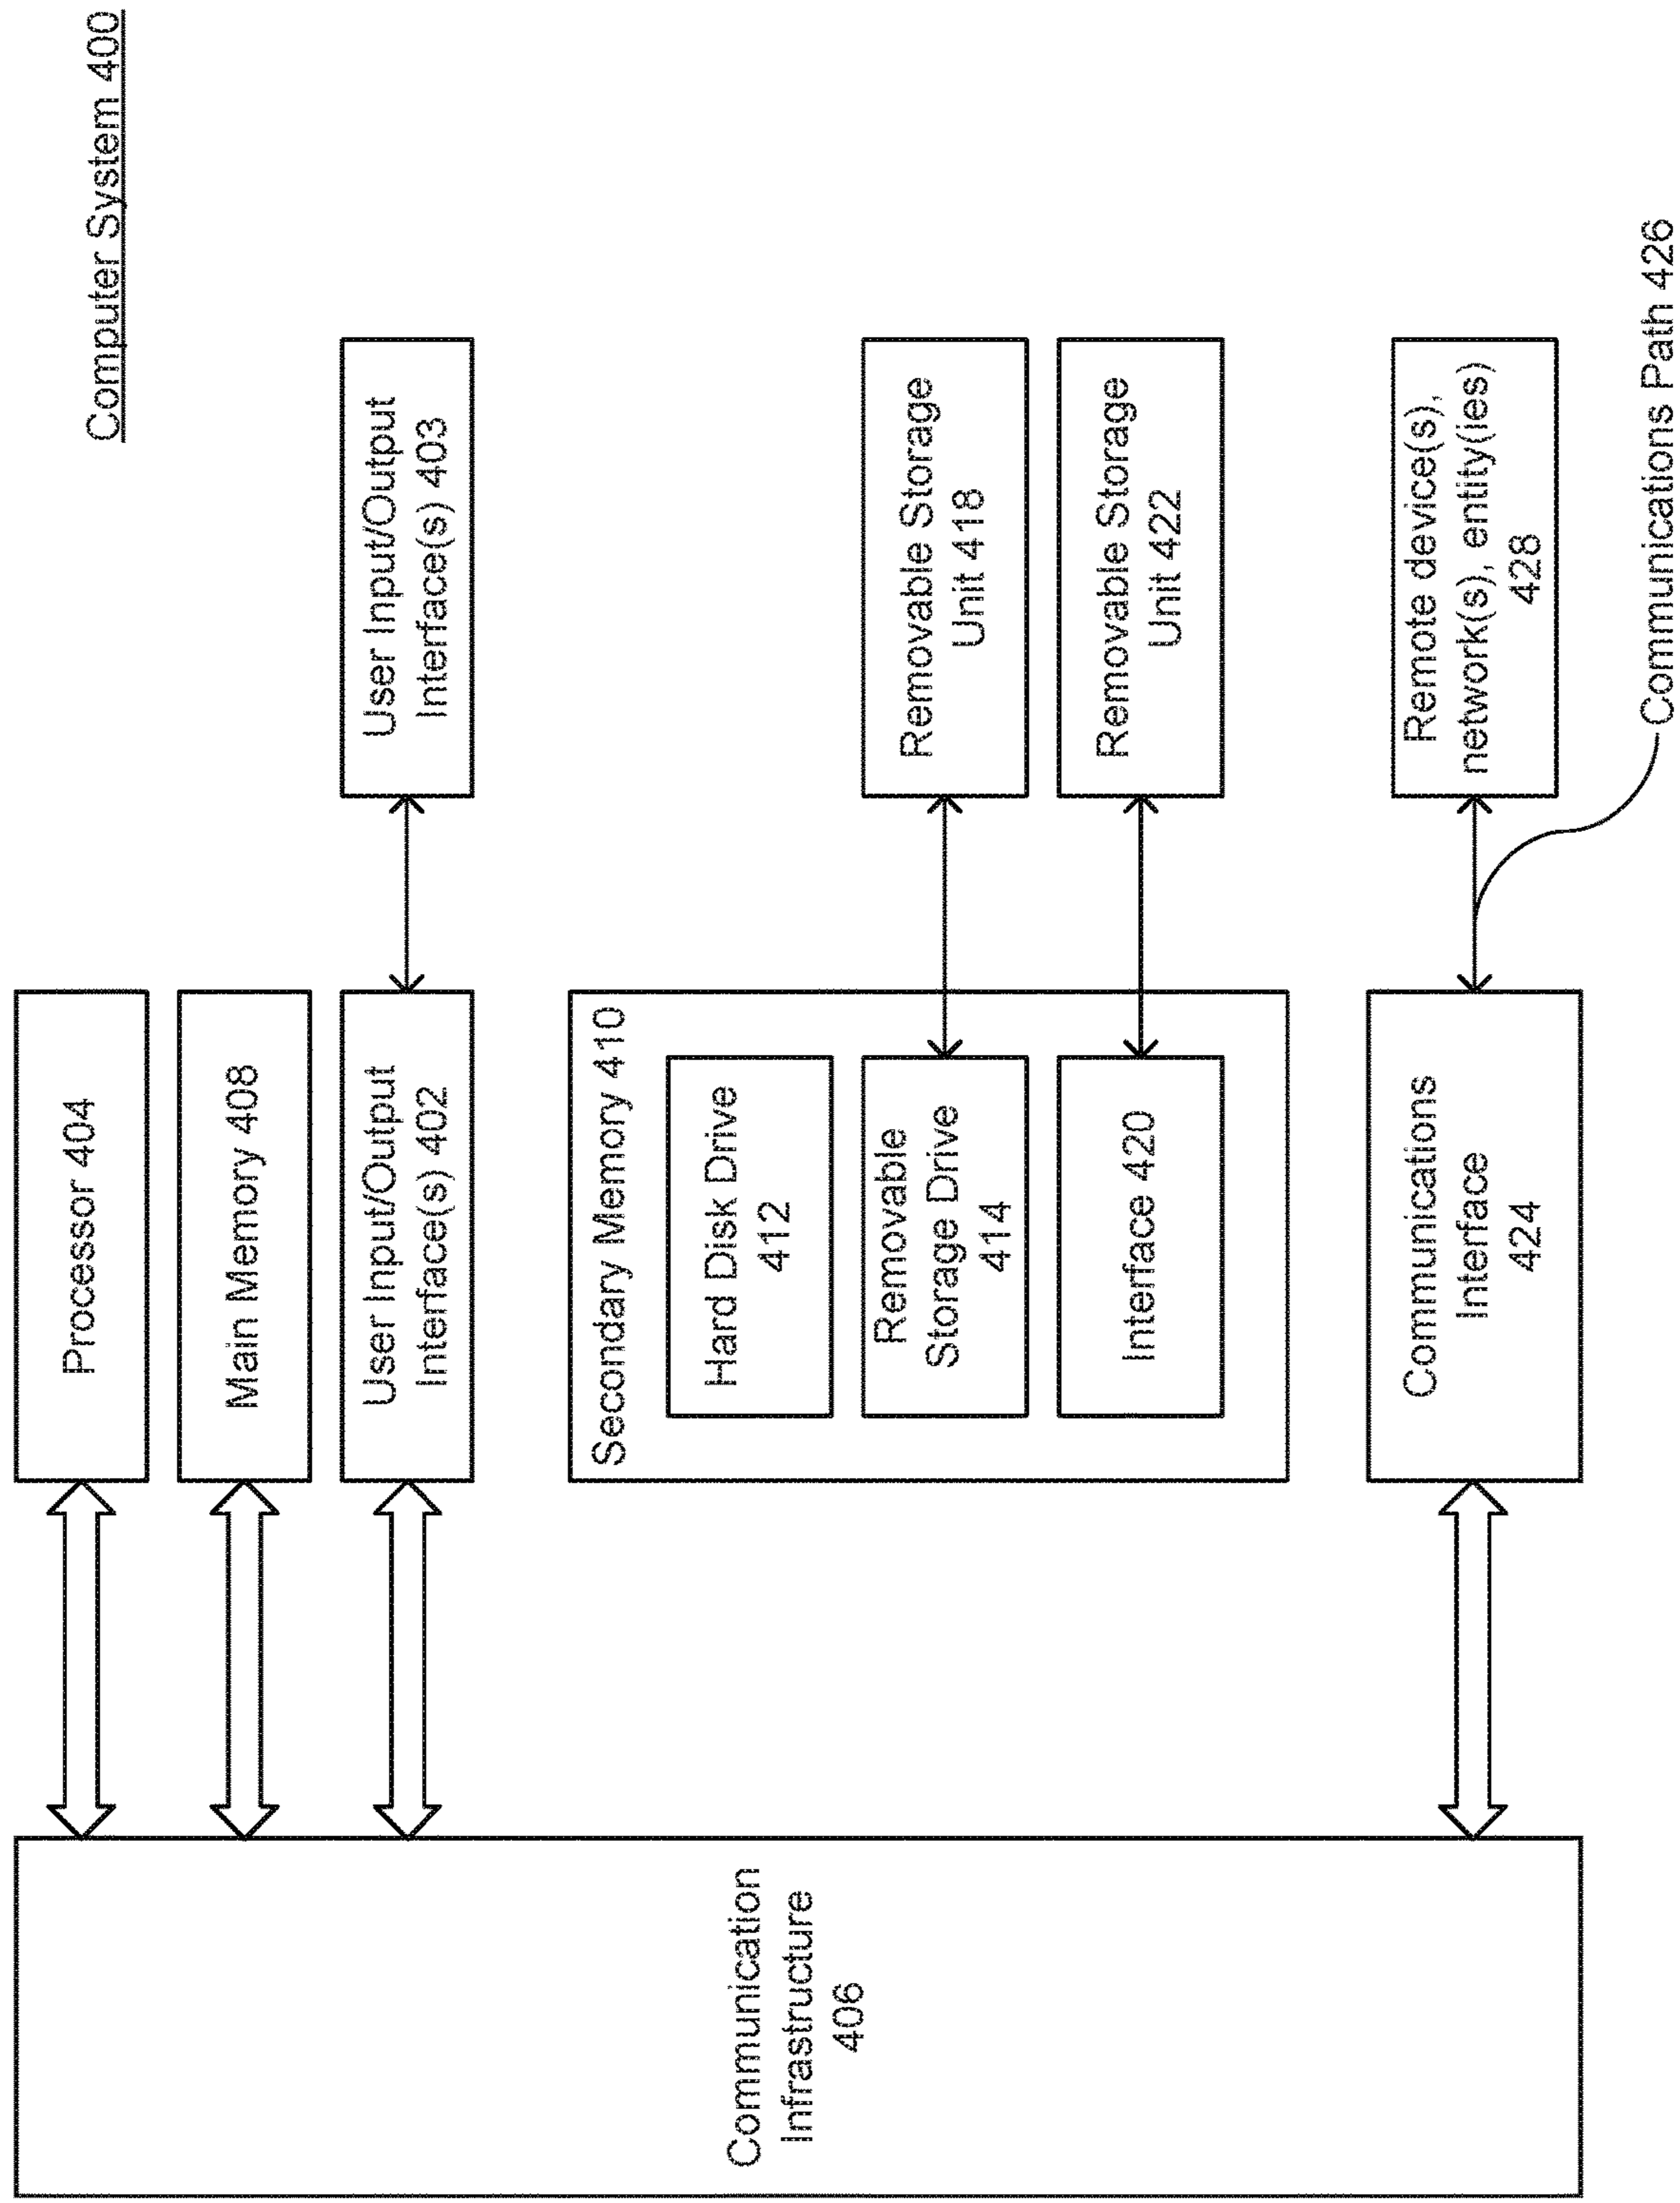 Computer System 400
Processor 404
Main Memory 408
User Input/Output
Interface(s) 402
User Input/Output
Interface(s) 403
Communication
Infrastructure
406
Secondary Memory 410
Hard Disk Drive
412
Removable
Storage Drive
414
Removable Storage
Unit 418
Interface 420
Removable Storage
Unit 422
Communications
Interface
424
Remote device(s),
network(s), entity(ies)
428
Communications Path 426